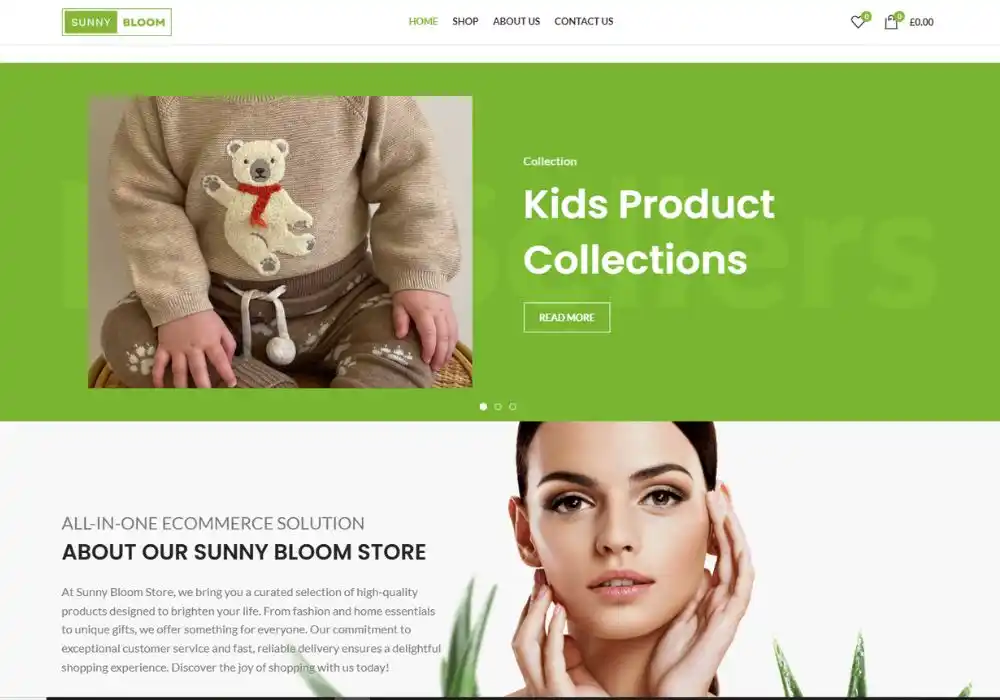 SUNNY BLOOM
HOME SHOP ABOUT US CONTACT US
0 0 £0.00
Collection
Kids Product
Collections
READ MORE
ALL-IN-ONE ECOMMERCE SOLUTION
ABOUT OUR SUNNY BLOOM STORE
At Sunny Bloom Store, we bring you a curated selection of high-quality
products designed to brighten your life. From fashion and home essentials
to unique gifts, we offer something for everyone. Our commitment to
exceptional customer service and fast, reliable delivery ensures a delightful
shopping experience. Discover the joy of shopping with us today!